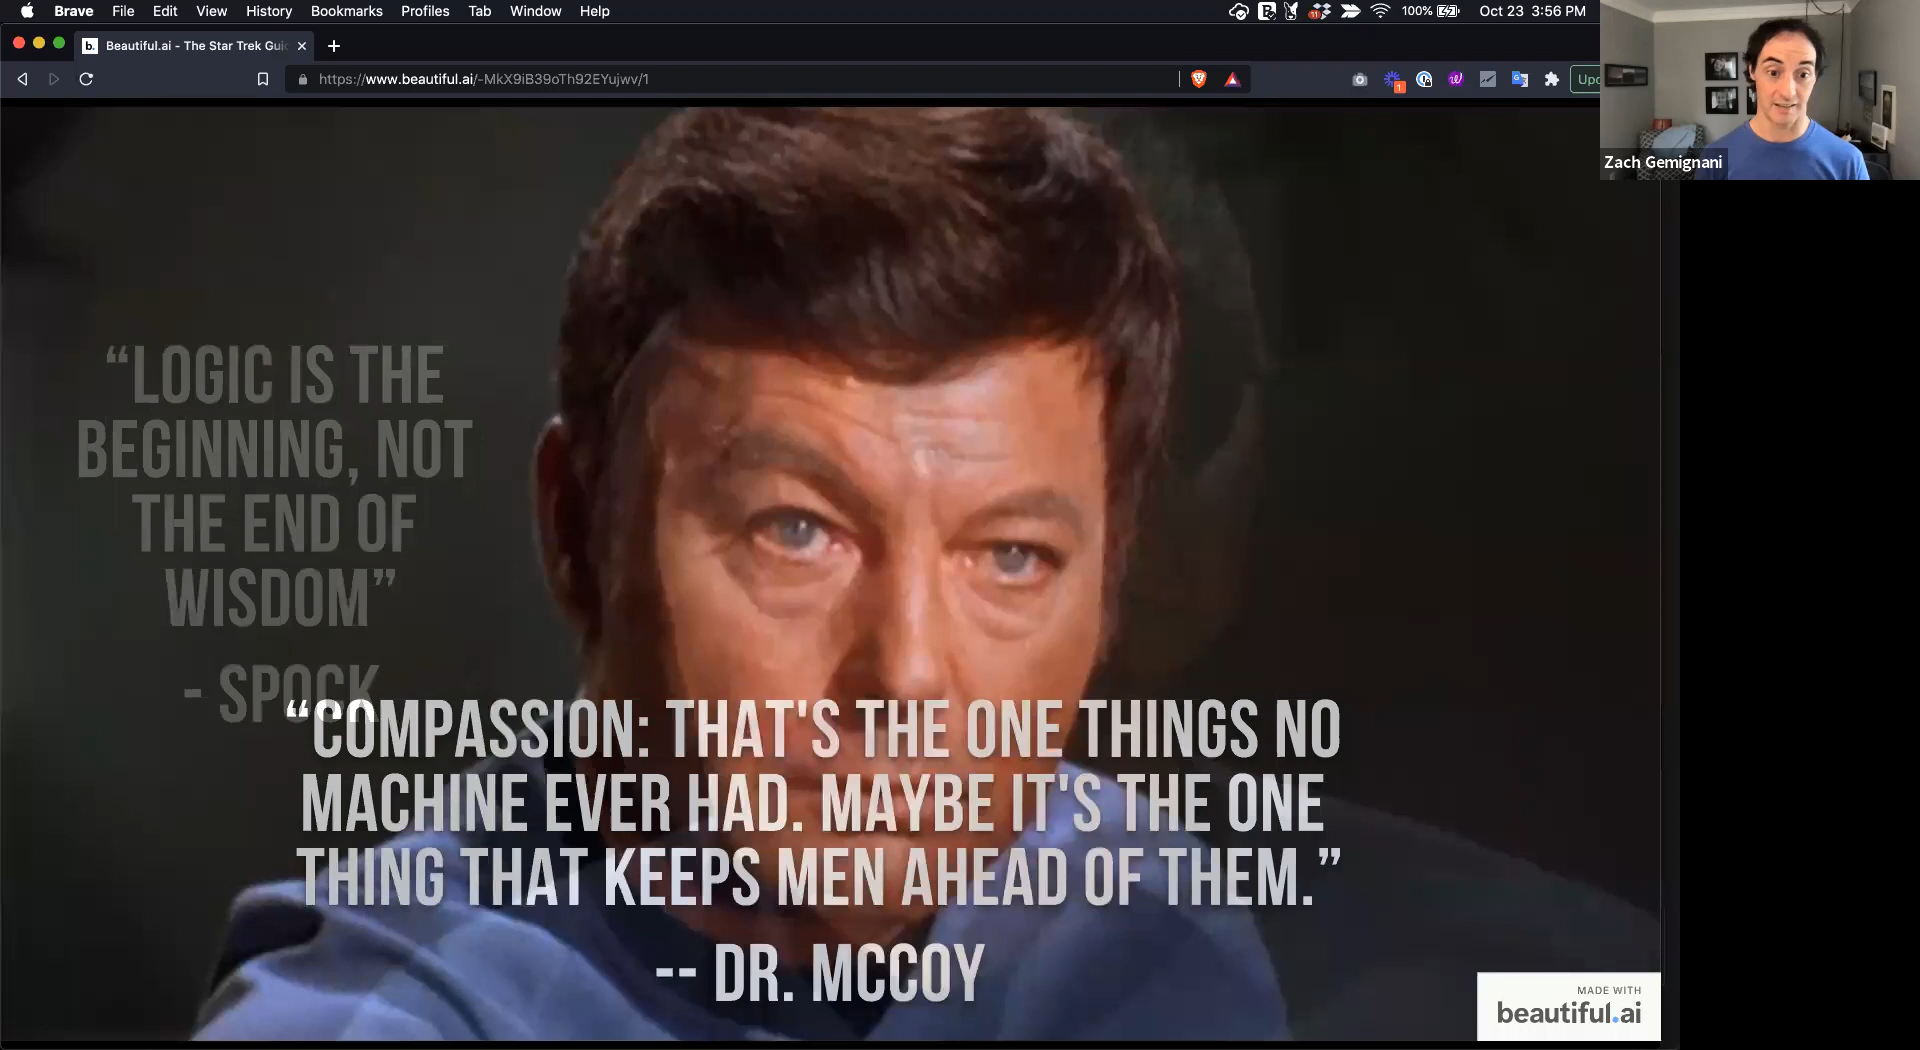 Brave File Edit View History Bookmarks Profiles Tab Window Help
11
100%
Oct 23 3:56 PM
b. Beautiful.ai - The Star Trek Gui
https://www.beautiful.ai/-MkX9iB39oTh92EYujwv/1
1
Upd
Zach Gemignani
“LOGIC IS THE
BEGINNING, NOT
THE END OF
WISDOM”
- SPOCK
“COMPASSION: THAT'S THE ONE THINGS NO
MACHINE EVER HAD. MAYBE IT'S THE ONE
THING THAT KEEPS MEN AHEAD OF THEM.”
-- DR. MCCOY
MADE WITH
beautiful.ai